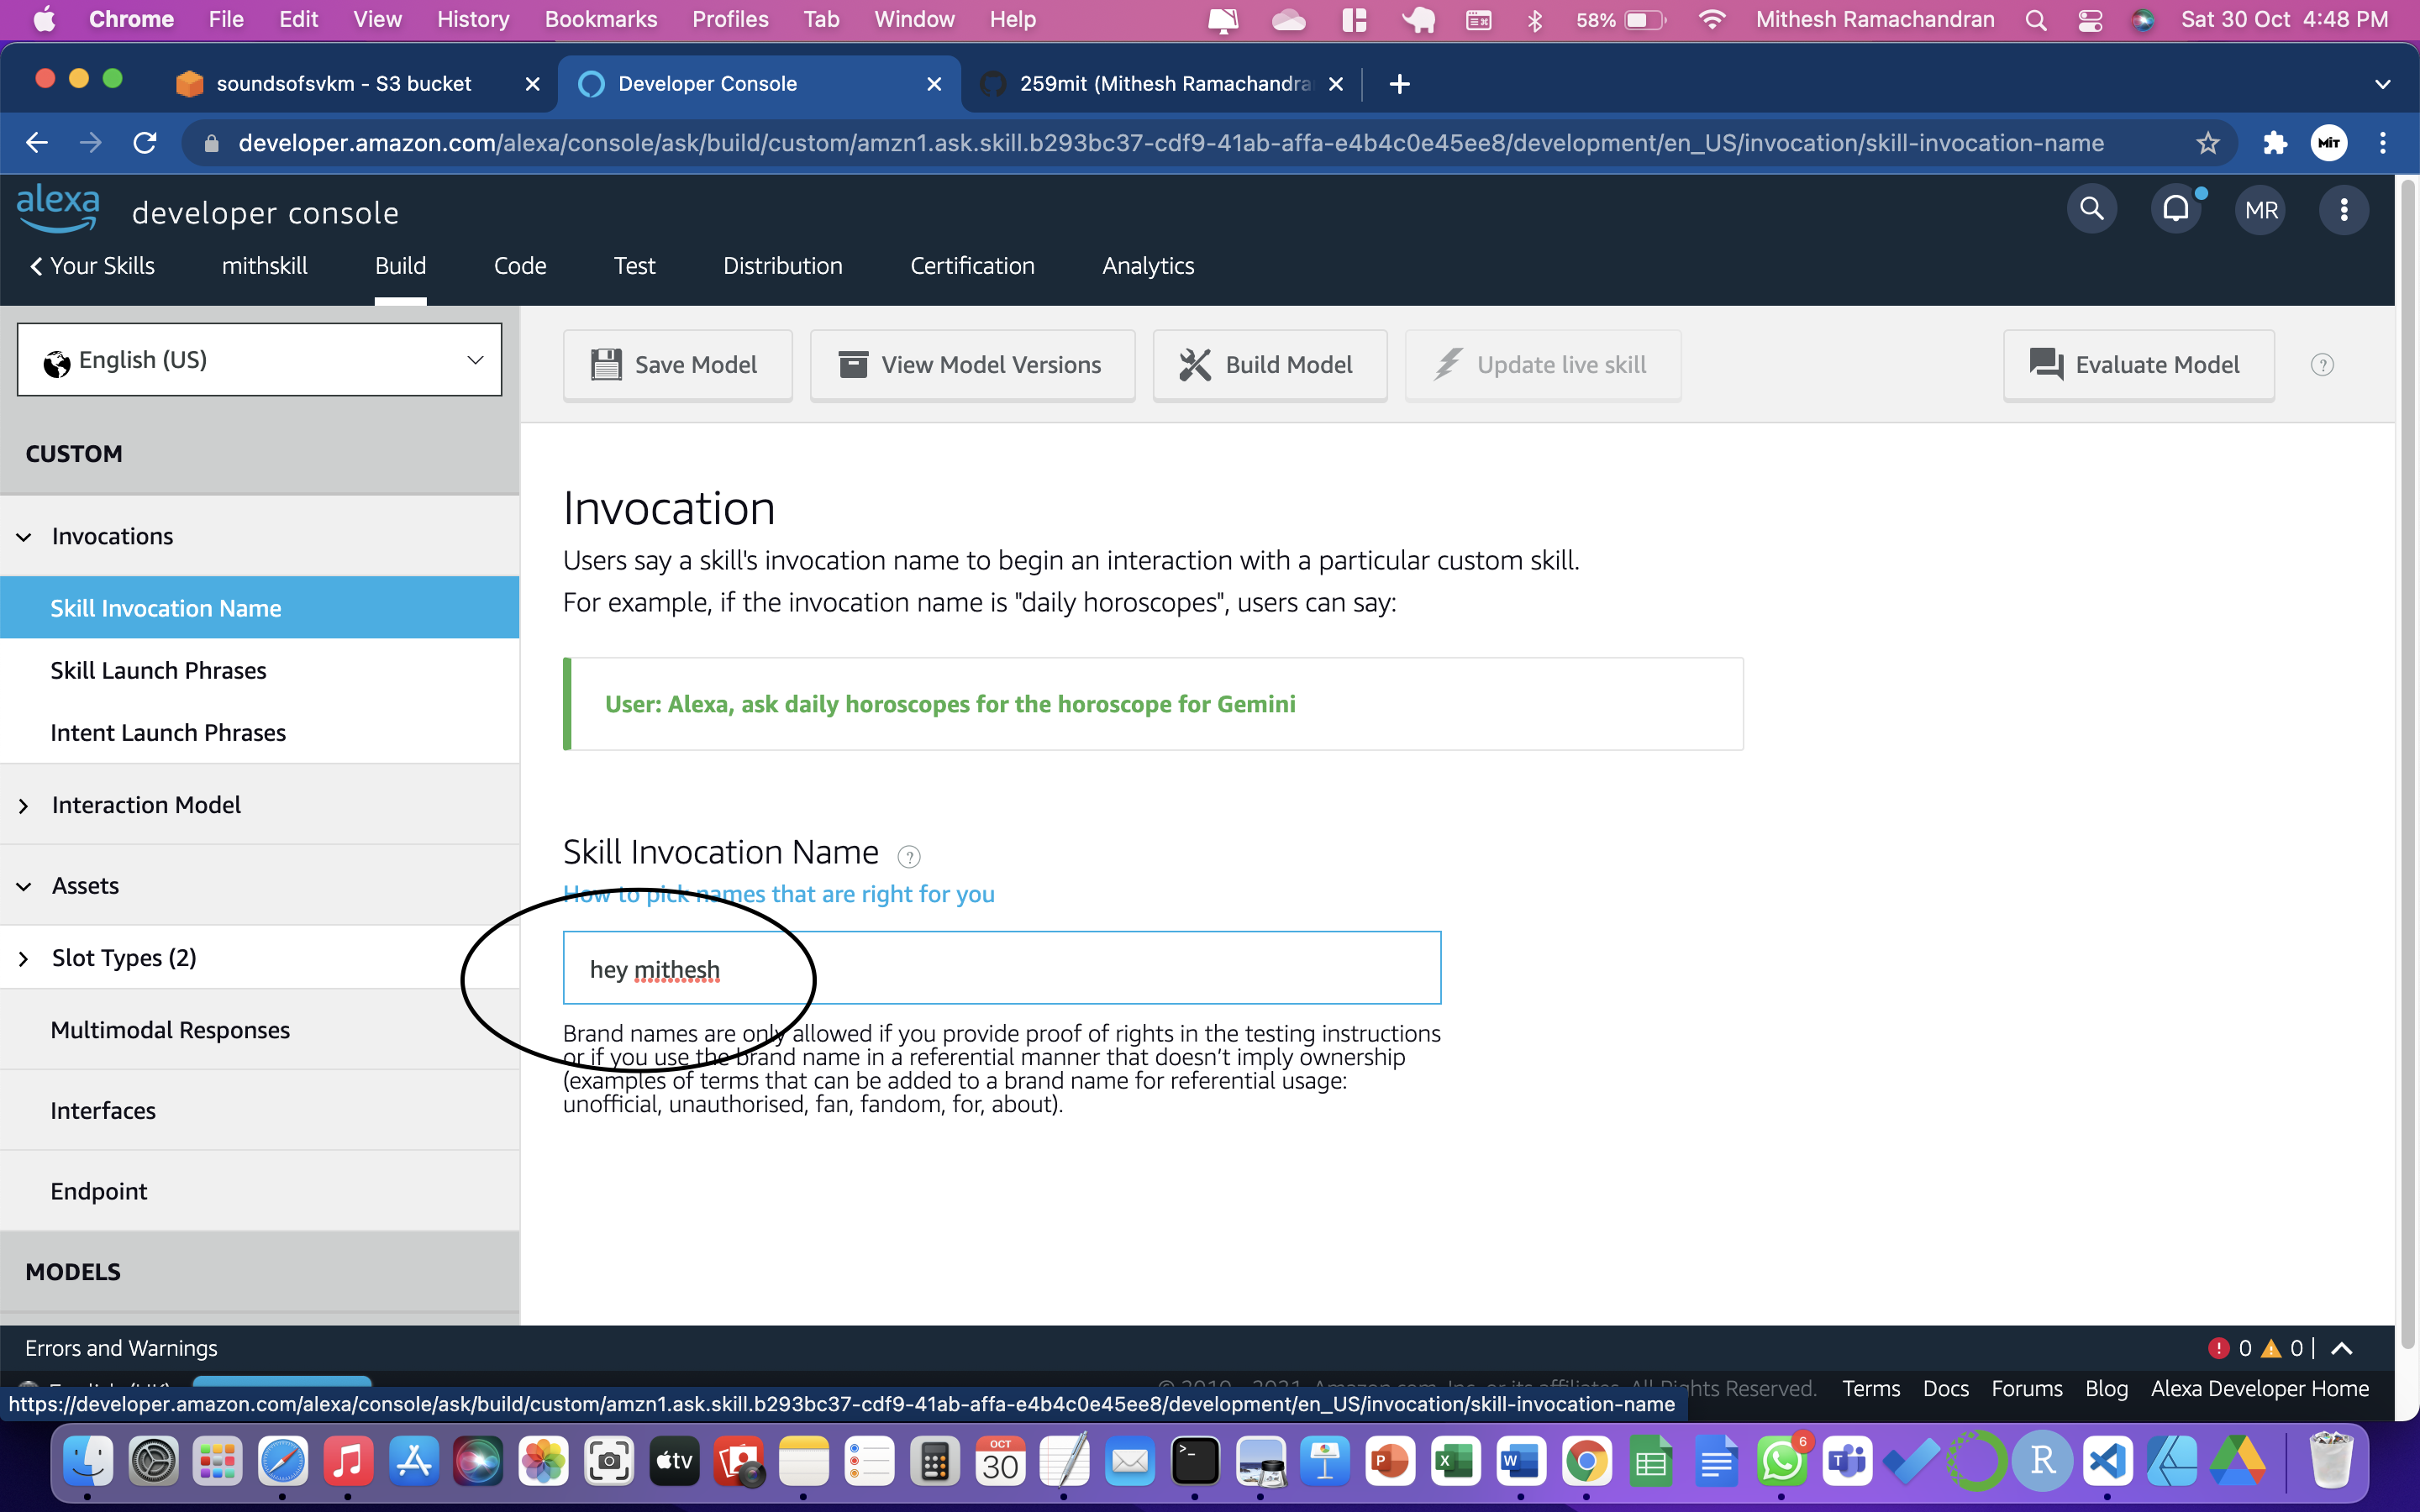 Chrome File Edit View History Bookmarks Profiles Tab Window Help 58% Mithesh Ramachandran Sat 30 Oct 4:48 PM
soundsofsvkm - S3 bucket Developer Console 259mit (Mithesh Ramachandra
developer.amazon.com/alexa/console/ask/build/custom/amzn1.ask.skill.b293bc37-cdf9-41ab-affa-e4b4c0e45ee8/development/en_US/invocation/skill-invocation-name MiT
alexa developer console MR
Your Skills mithskill Build Code Test Distribution Certification Analytics
English (US) Save Model View Model Versions Build Model Update live skill Evaluate Model ?
CUSTOM
Invocations
Skill Invocation Name
Skill Launch Phrases
Intent Launch Phrases
Interaction Model
Assets
Slot Types (2)
Multimodal Responses
Interfaces
Endpoint
MODELS
Invocation
Users say a skill's invocation name to begin an interaction with a particular custom skill.
For example, if the invocation name is "daily horoscopes", users can say:
User: Alexa, ask daily horoscopes for the horoscope for Gemini
Skill Invocation Name ?
How to pick names that are right for you
hey mithesh
Brand names are only allowed if you provide proof of rights in the testing instructions
or if you use the brand name in a referential manner that doesn't imply ownership
(examples of terms that can be added to a brand name for referential usage:
unofficial, unauthorised, fan, fandom, for, about).
Errors and Warnings ! 0 0
Rights Reserved. Terms Docs Forums Blog Alexa Developer Home
https://developer.amazon.com/alexa/console/ask/build/custom/amzn1.ask.skill.b293bc37-cdf9-41ab-affa-e4b4c0e45ee8/development/en_US/invocation/skill-invocation-name
tv OCT 30 P X W 6 T R